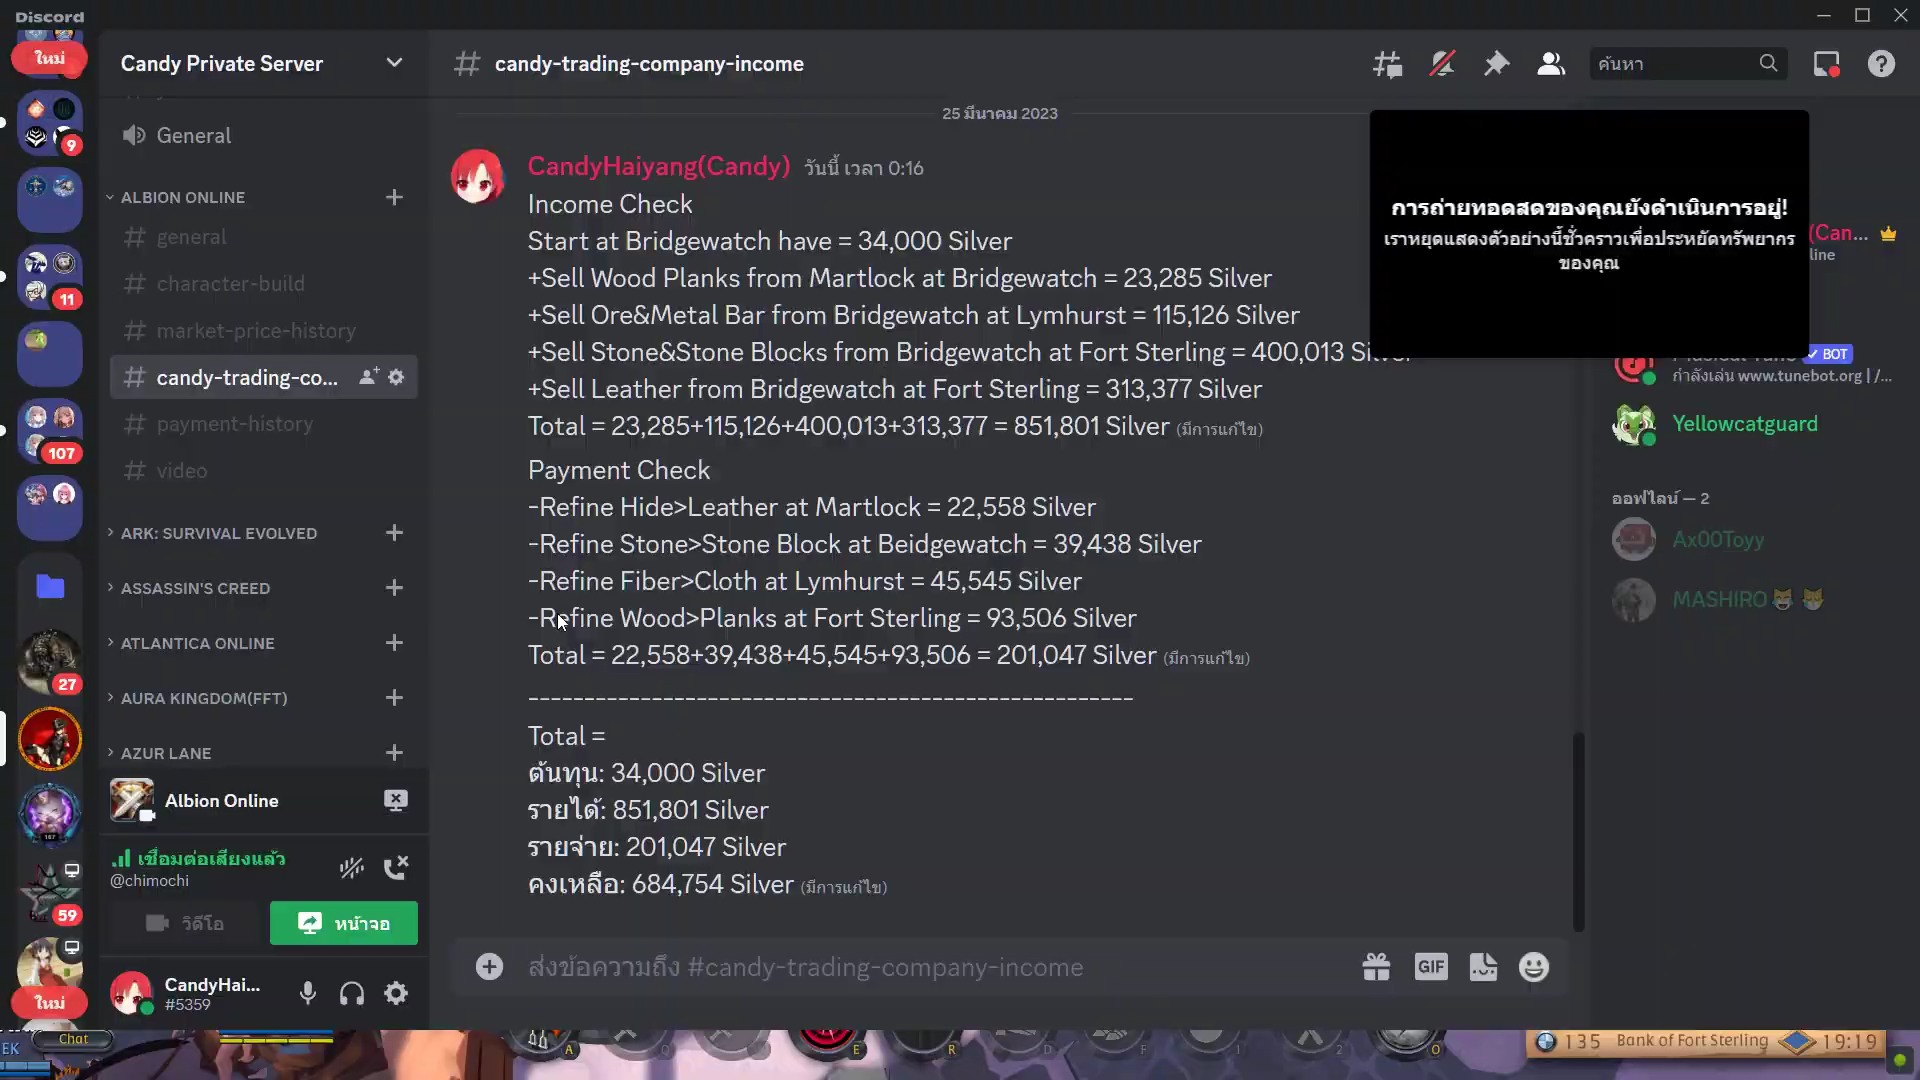 Discord
ใหม่
9
11
107
27
59
ใหม่
Candy Private Server
General
ALBION ONLINE
general
character-build
market-price-history
candy-trading-co...
payment-history
video
ARK: SURVIVAL EVOLVED
ASSASSIN'S CREED
ATLANTICA ONLINE
AURA KINGDOM(FFT)
AZUR LANE
Albion Online
เชื่อมต่อเสียงแล้ว
@chimochi
วิดีโอ
หน้าจอ
CandyHai...
#5359
candy-trading-company-income
ค้นหา
25 มีนาคม 2023
CandyHaiyang(Candy) วันนี้ เวลา 0:16
Income Check
Start at Bridgewatch have = 34,000 Silver
+Sell Wood Planks from Martlock at Bridgewatch = 23,285 Silver
+Sell Ore&Metal Bar from Bridgewatch at Lymhurst = 115,126 Silver
+Sell Stone&Stone Blocks from Bridgewatch at Fort Sterling = 400,013 Silver
+Sell Leather from Bridgewatch at Fort Sterling = 313,377 Silver
Total = 23,285+115,126+400,013+313,377 = 851,801 Silver (มีการแก้ไข)
Payment Check
-Refine Hide>Leather at Martlock = 22,558 Silver
-Refine Stone>Stone Block at Beidgewatch = 39,438 Silver
-Refine Fiber>Cloth at Lymhurst = 45,545 Silver
-Refine Wood>Planks at Fort Sterling = 93,506 Silver
Total = 22,558+39,438+45,545+93,506 = 201,047 Silver (มีการแก้ไข)
------------------------------------------------------
Total =
ต้นทุน: 34,000 Silver
รายได้: 851,801 Silver
รายจ่าย: 201,047 Silver
คงเหลือ: 684,754 Silver (มีการแก้ไข)
ส่งข้อความถึง #candy-trading-company-income
GIF
การถ่ายทอดสดของคุณยังดำเนินการอยู่!
เราหยุดแสดงตัวอย่างนี้ชั่วคราวเพื่อประหยัดทรัพยากร
ของคุณ
(Can...
line
BOT
กำลังเล่น www.tunebot.org | /...
Yellowcatguard
ออฟไลน์ — 2
Ax00Toyy
MASHIRO
Chat
EK
A
Q
E
R
D
F
1
2
O
135 Bank of Fort Sterling 19:19